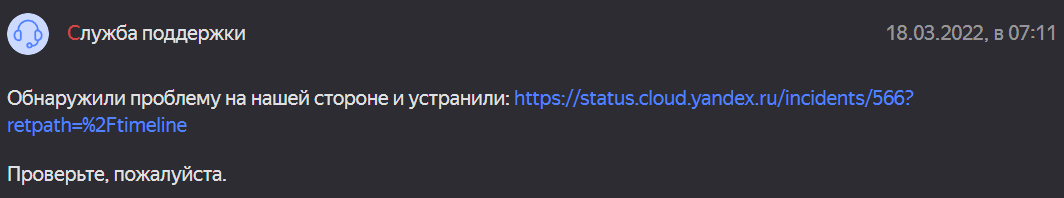 Служба поддержки 18.03.2022, в 07:11
Обнаружили проблему на нашей стороне и устранили: https://status.cloud.yandex.ru/incidents/566?
retpath=%2Ftimeline
Проверьте, пожалуйста.